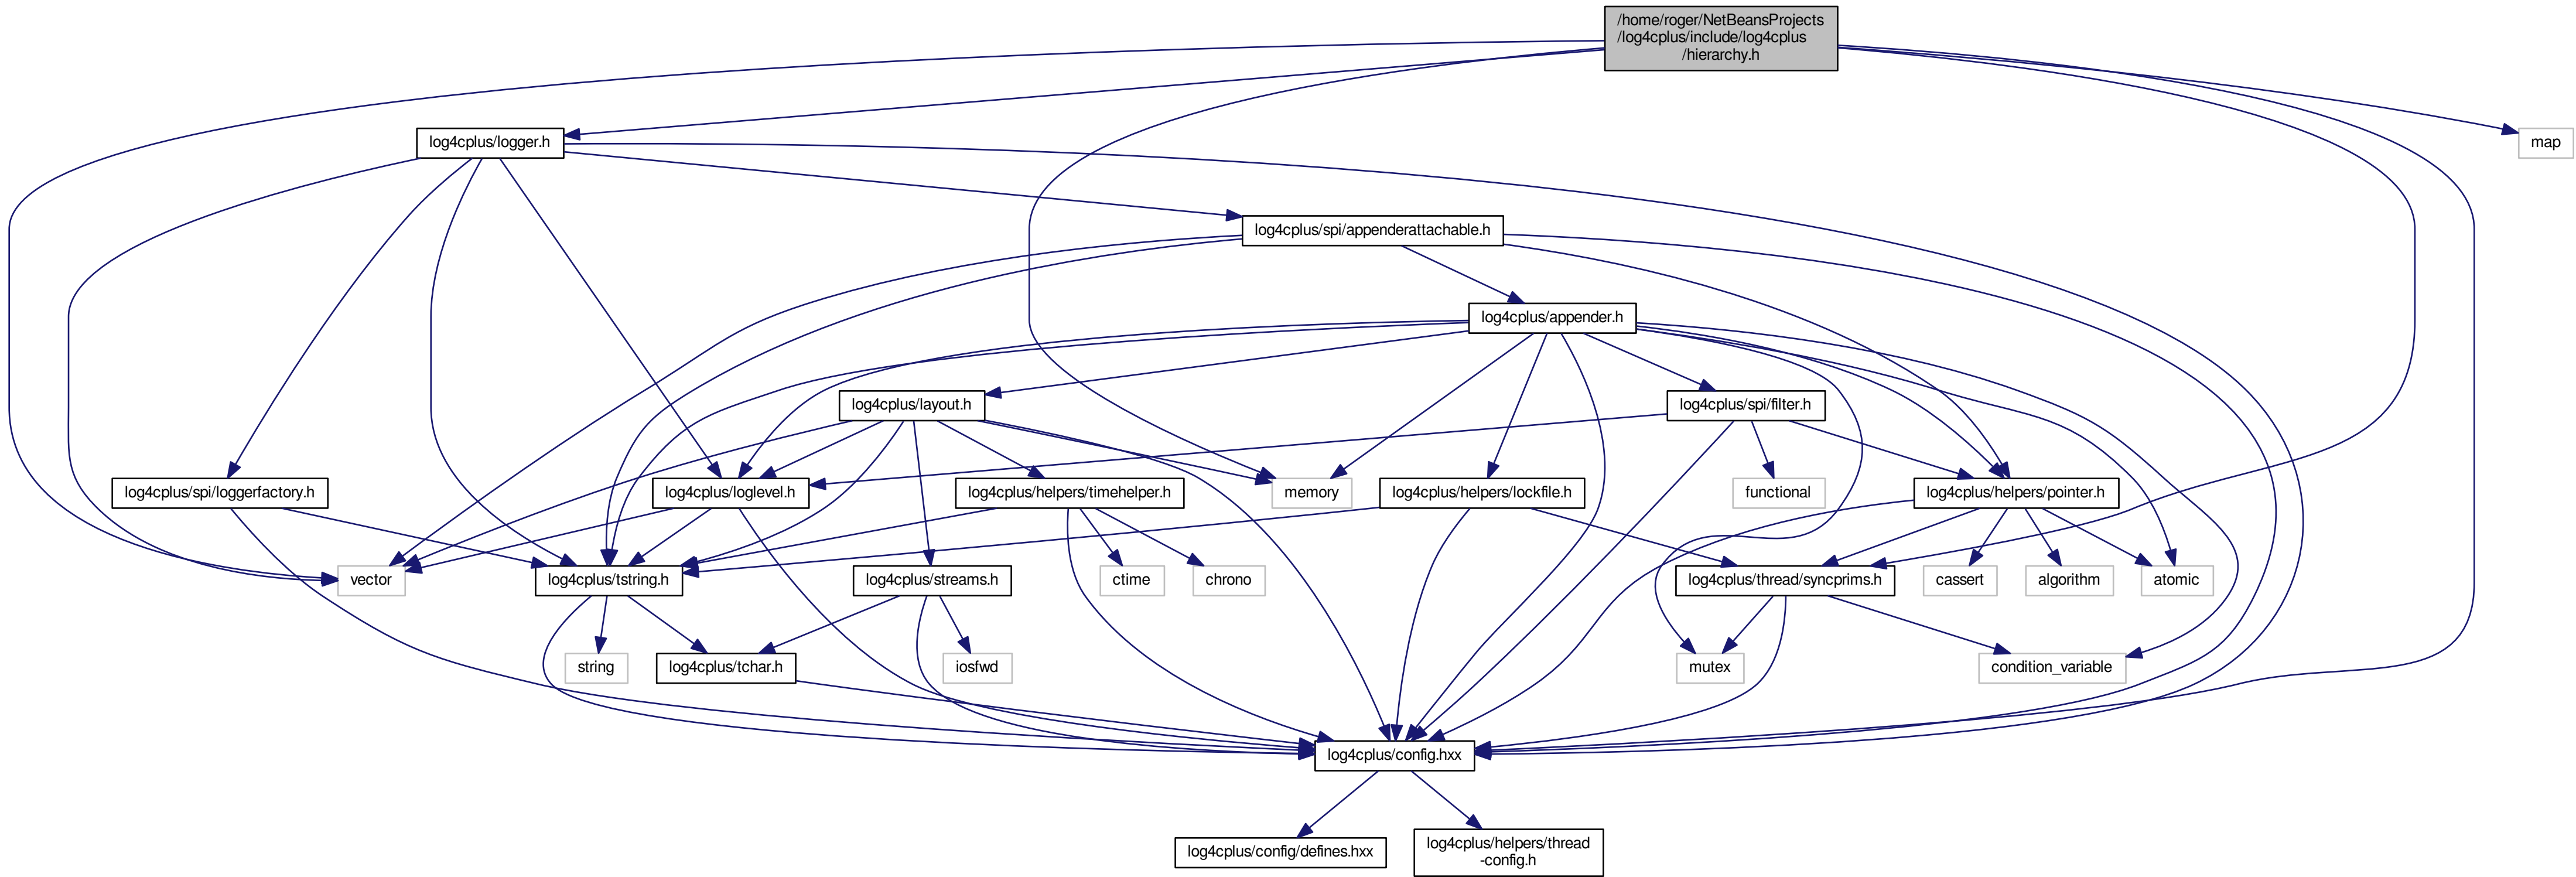 /home/roger/NetBeansProjects
/log4cplus/include/log4cplus
/hierarchy.h
log4cplus/logger.h
map
log4cplus/spi/appenderattachable.h
log4cplus/appender.h
log4cplus/layout.h
log4cplus/spi/filter.h
log4cplus/spi/loggerfactory.h
log4cplus/loglevel.h
log4cplus/helpers/timehelper.h
memory
log4cplus/helpers/lockfile.h
functional
log4cplus/helpers/pointer.h
vector
log4cplus/tstring.h
log4cplus/streams.h
ctime
chrono
log4cplus/thread/syncprims.h
cassert
algorithm
atomic
string
log4cplus/tchar.h
iosfwd
mutex
condition_variable
log4cplus/config.hxx
log4cplus/config/defines.hxx
log4cplus/helpers/thread
-config.h